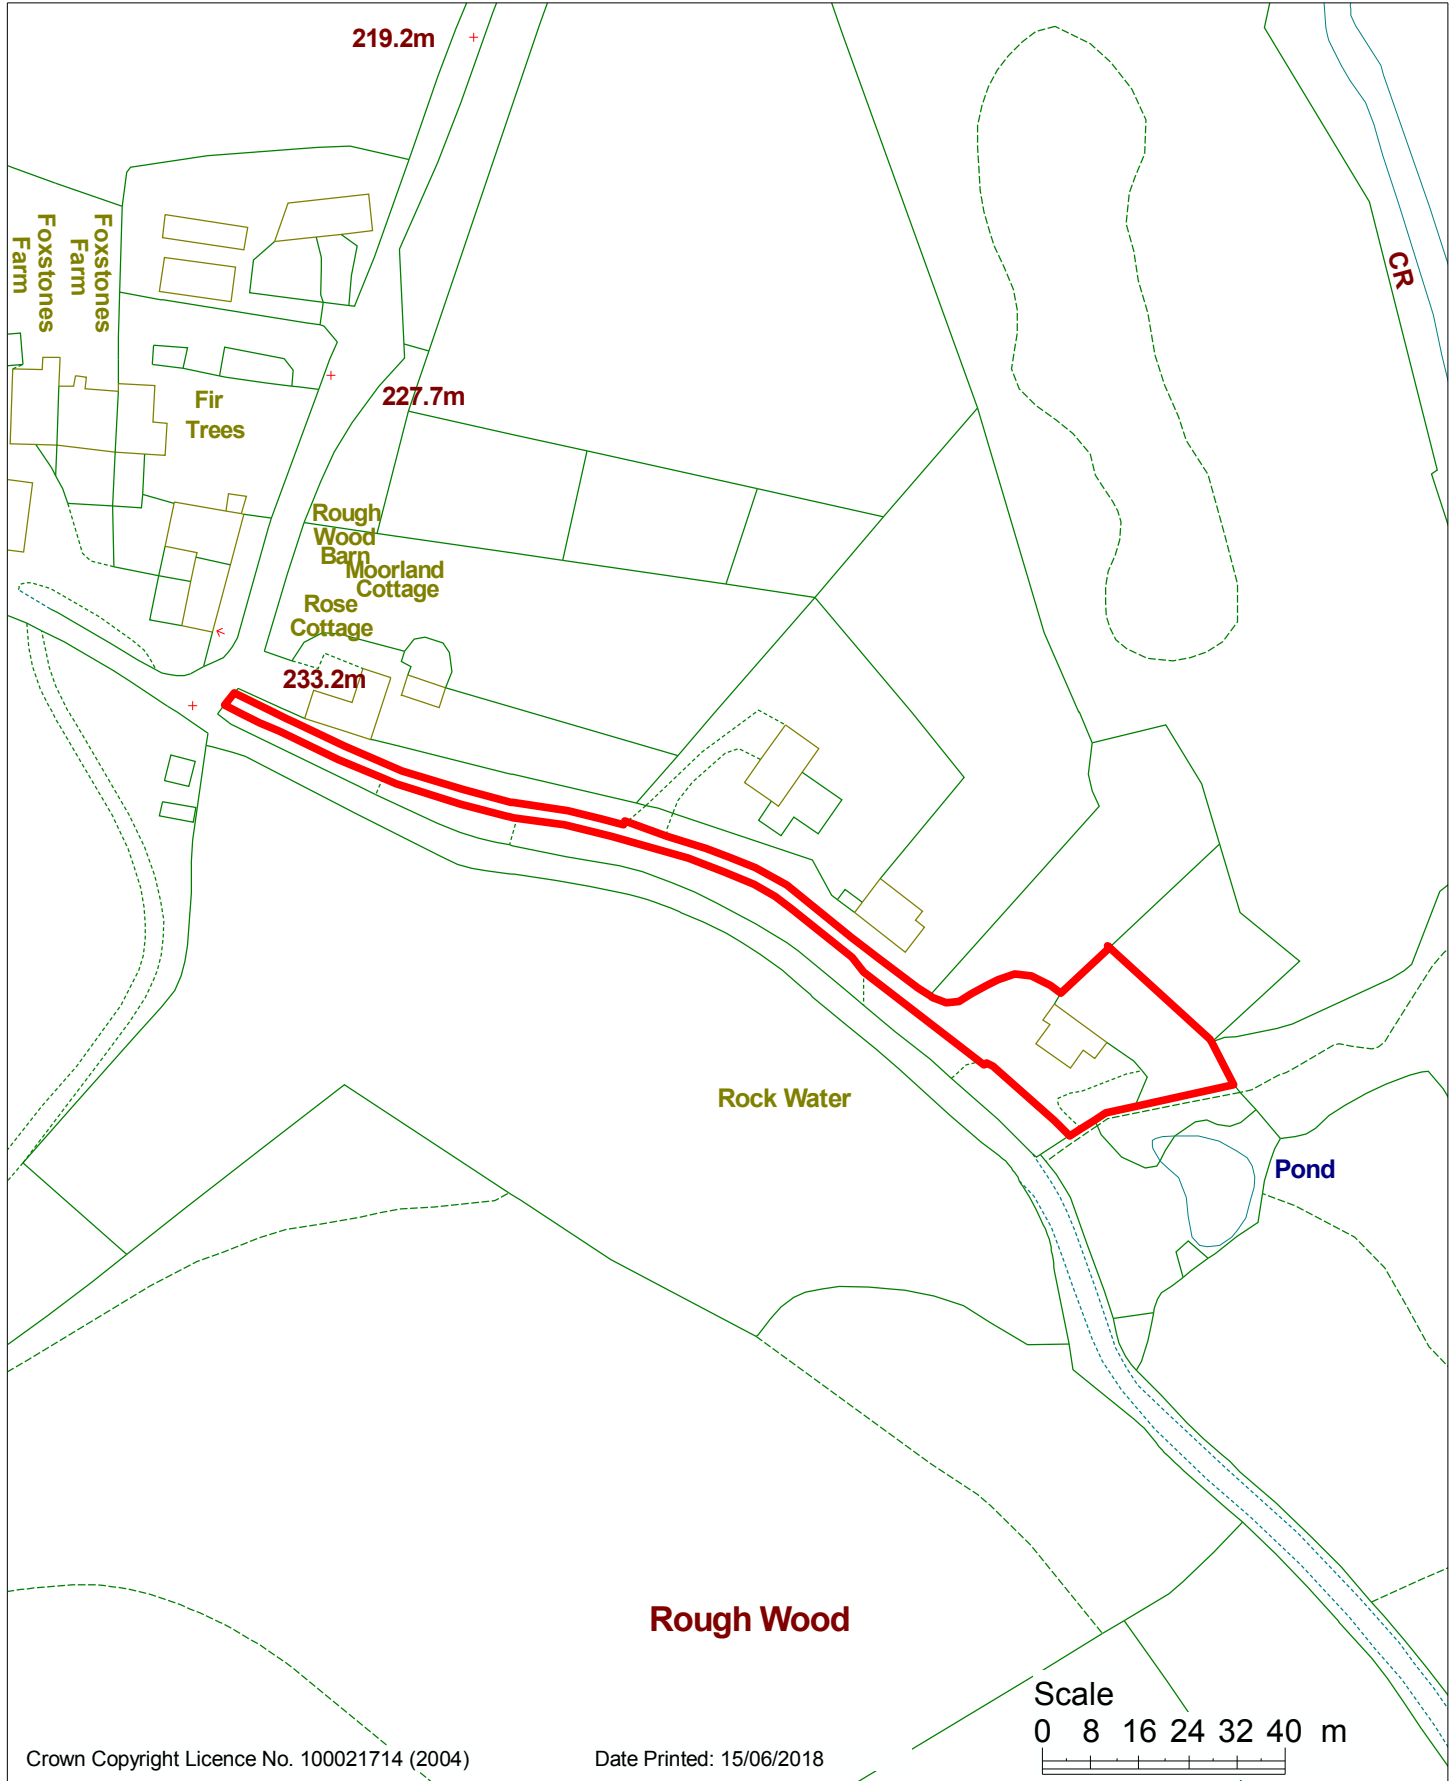 219.2m
CR
Foxstones
Farm
Foxstones
Farm
Fir
Trees
227.7m
Rough
Wood
Barn
Moorland
Cottage
Rose
Cottage
233.2m
Rock Water
Pond
Rough Wood
Scale
0 8 16 24 32 40 m
Crown Copyright Licence No. 100021714 (2004)
Date Printed: 15/06/2018